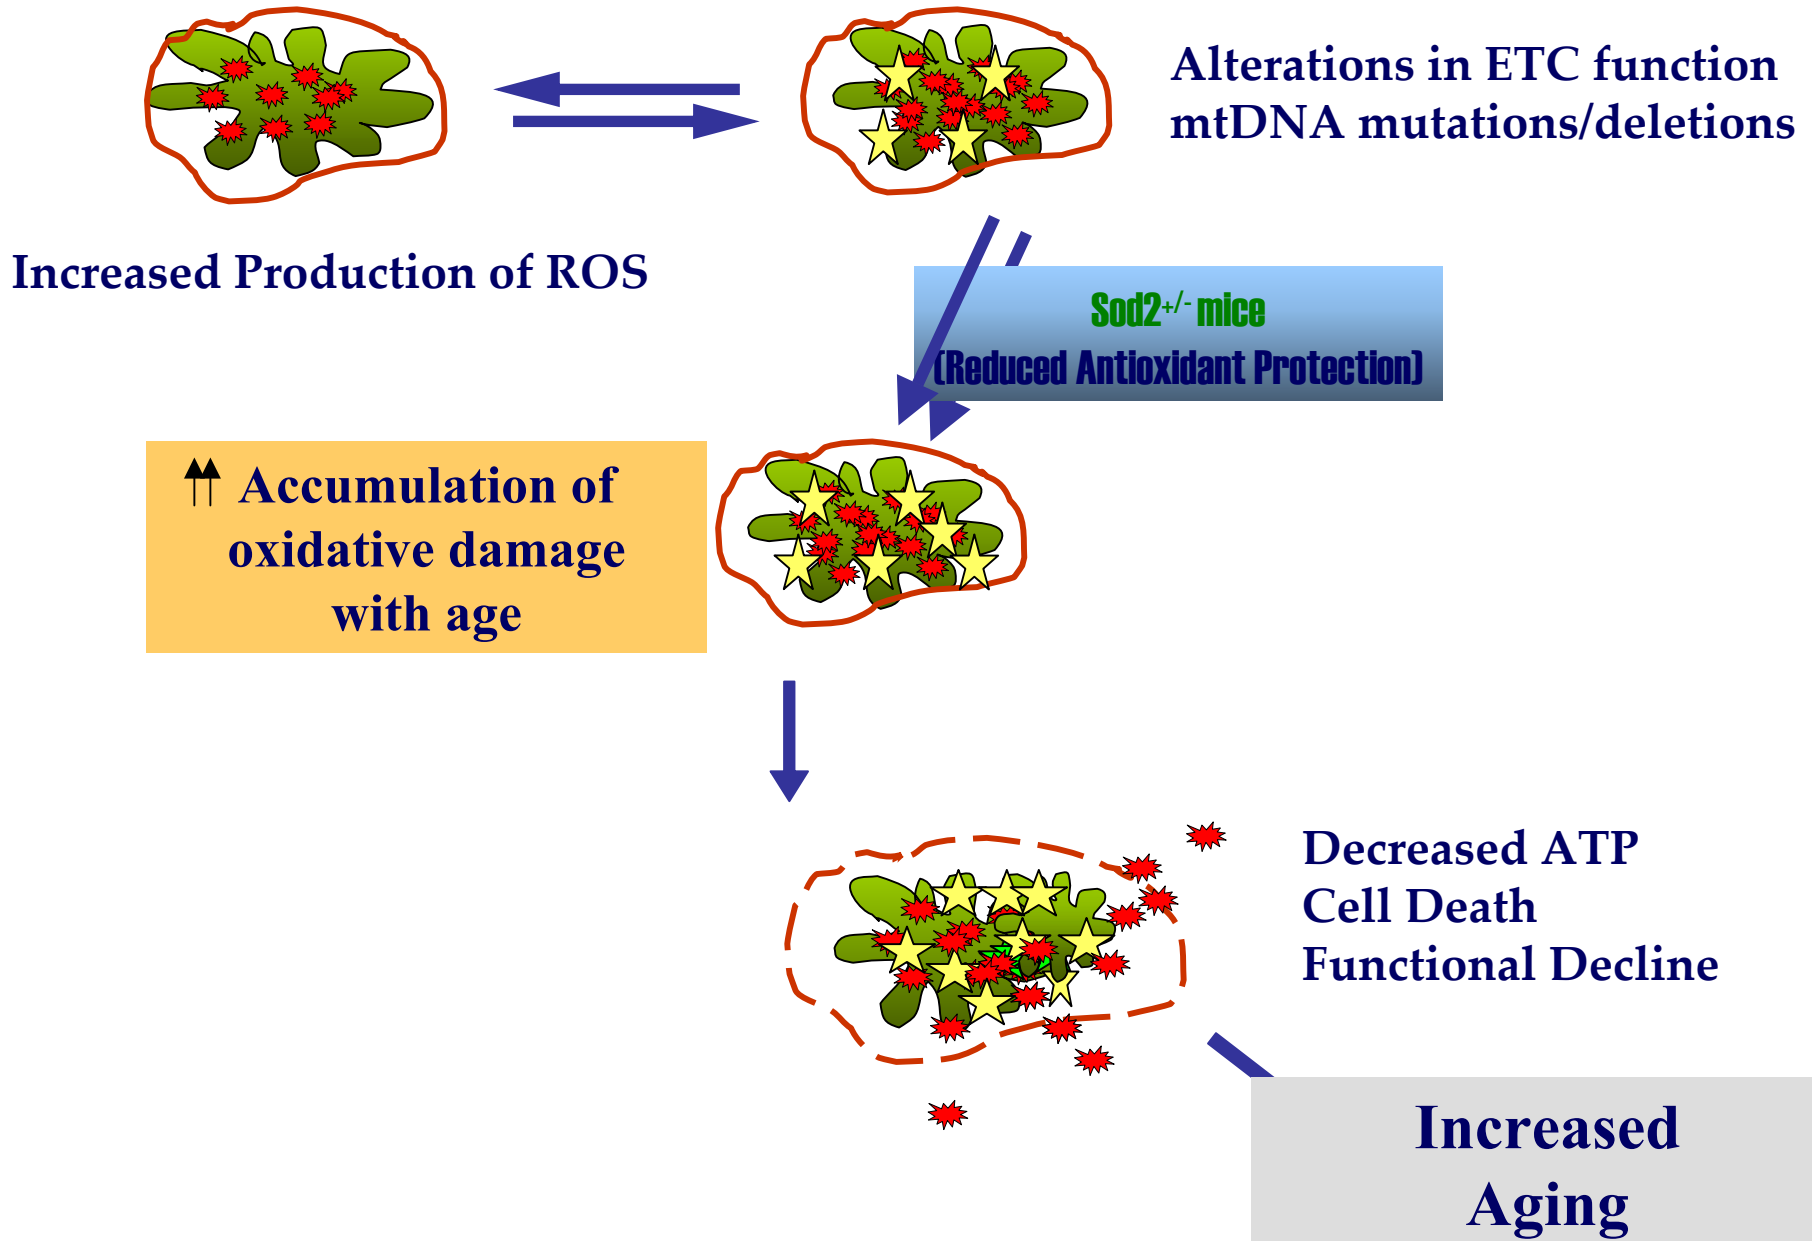 Alterations in ETC function
mtDNA mutations/deletions
Increased Production of ROS
Sod2+/- mice
(Reduced Antioxidant Protection)
Accumulation of
oxidative damage
with age
Decreased ATP
Cell Death
Functional Decline
Increased
Aging